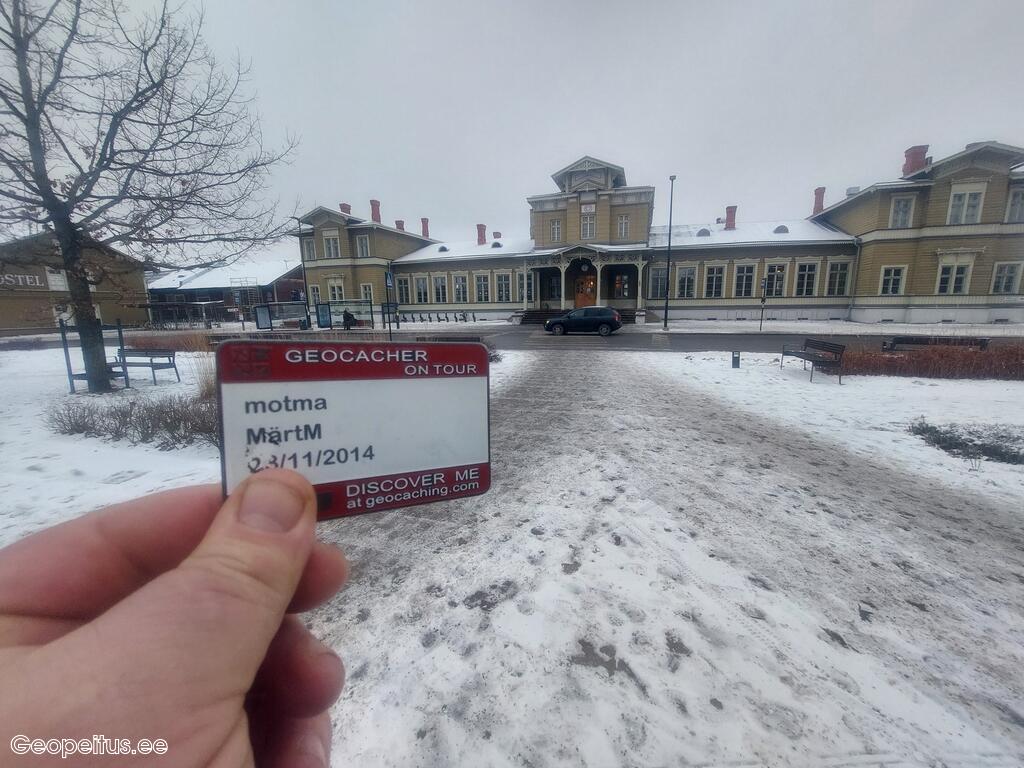 OSTEL
GEOCACHER
ON TOUR
motma
MärtM
23/11/2014
DISCOVER ME
at geocaching.com
Geopeitus.ee